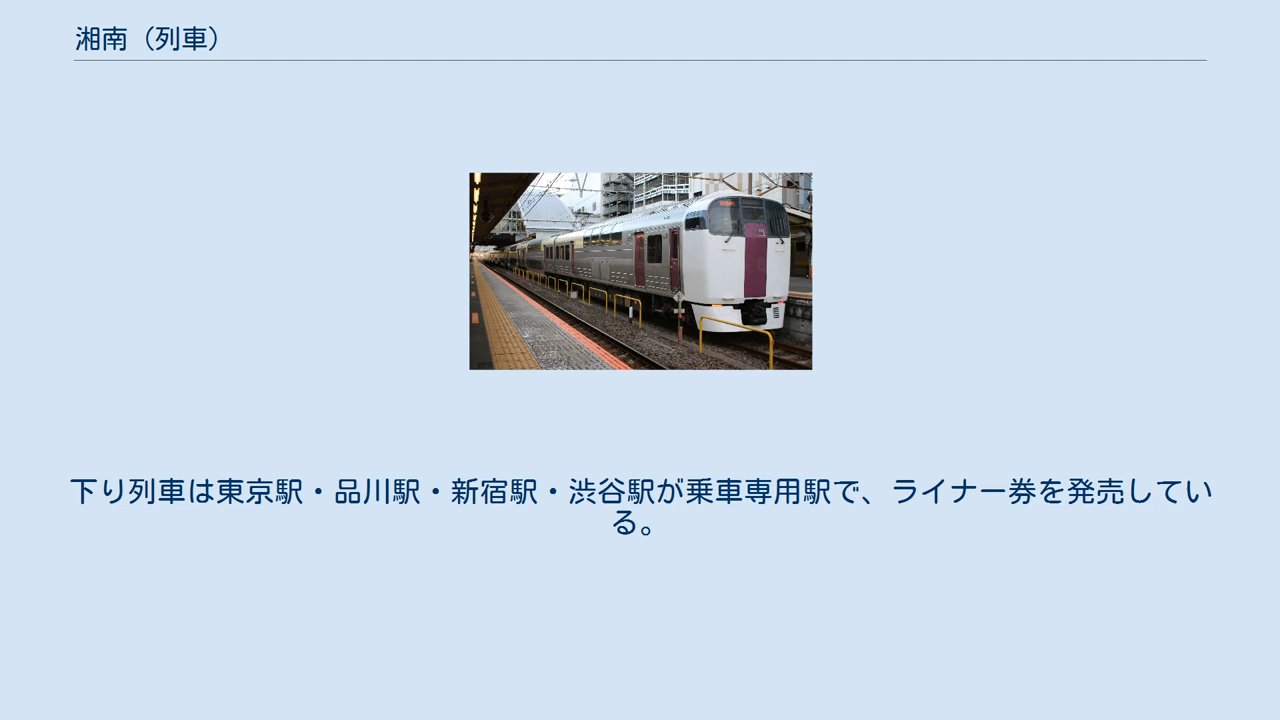 湘南（列車）
下り列車は東京駅・品川駅・新宿駅・渋谷駅が乗車専用駅で、ライナー券を発売してい
る。